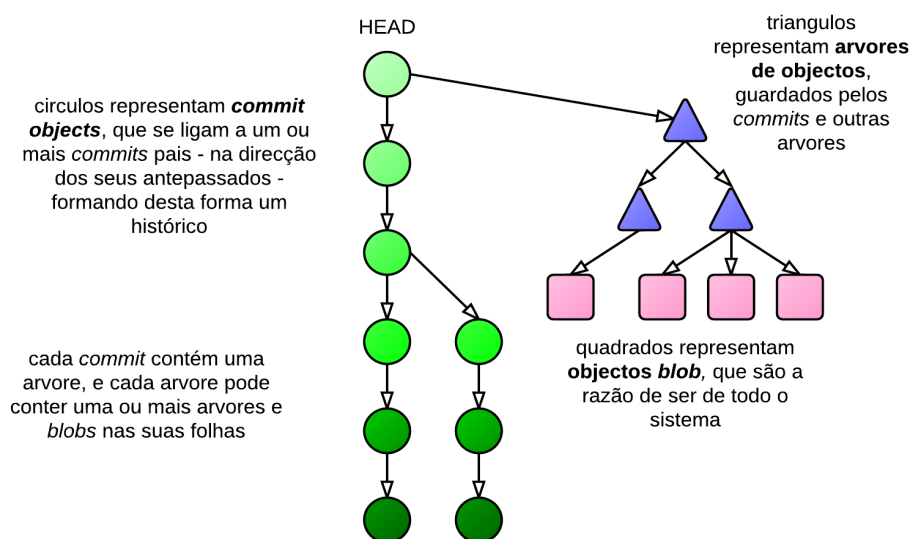 HEAD
triangulos
representam arvores
de objectos,
guardados pelos
commits e outras
arvores
circulos representam commit
objects, que se ligam a um ou
mais commits pais - na direcção
dos seus antepassados -
formando desta forma um
histórico
cada commit contém uma
arvore, e cada arvore pode
conter uma ou mais arvores e
blobs nas suas folhas
quadrados representam
objectos blob, que são a
razão de ser de todo o
sistema